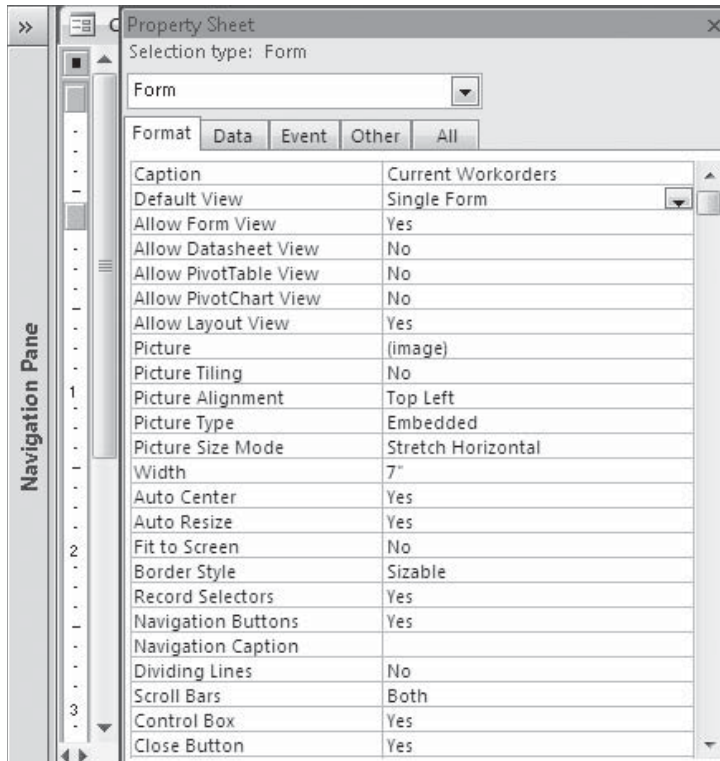 »
C
Property Sheet
Selection type: Form
Form
Format Data Event Other All
Caption Current Workorders
Default View Single Form
Allow Form View Yes
Allow Datasheet View No
Allow PivotTable View No
Allow PivotChart View No
Allow Layout View Yes
Picture (image)
Picture Tiling No
Picture Alignment Top Left
Picture Type Embedded
Picture Size Mode Stretch Horizontal
Width 7"
Auto Center Yes
Auto Resize Yes
Fit to Screen No
Border Style Sizable
Record Selectors Yes
Navigation Buttons Yes
Navigation Caption
Dividing Lines No
Scroll Bars Both
Control Box Yes
Close Button Yes
Navigation Pane
1
2
3